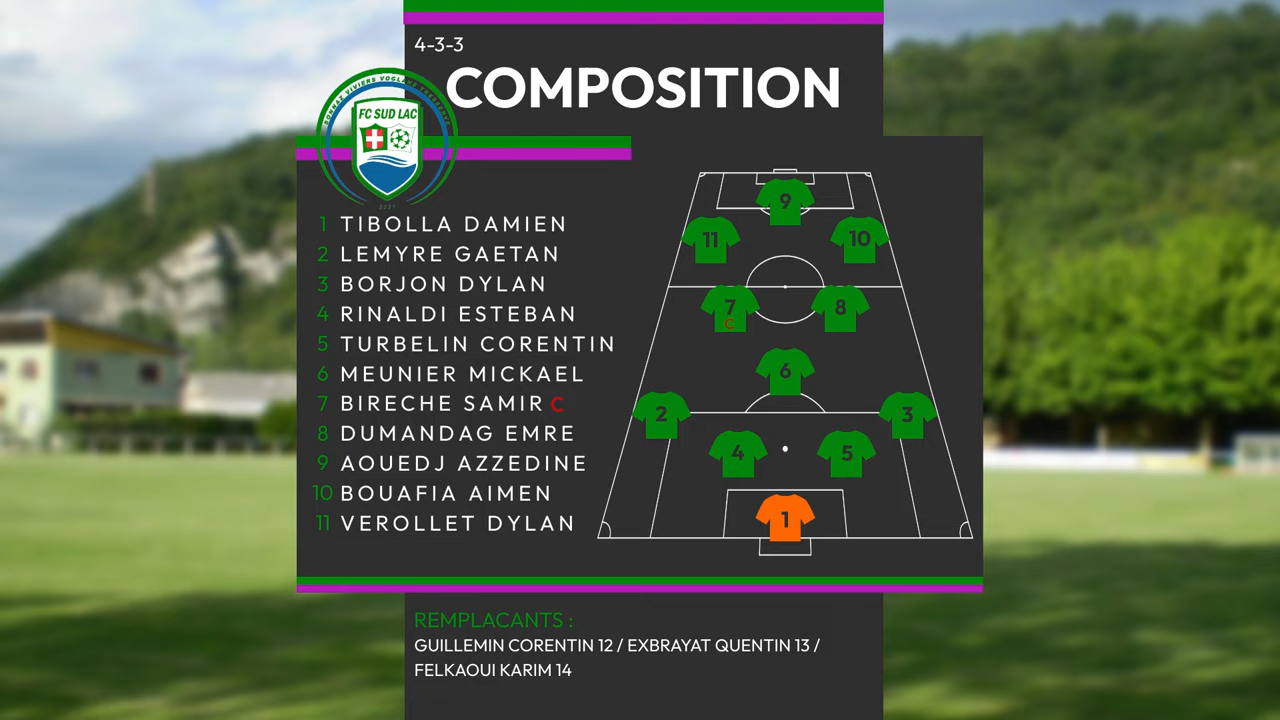 4-3-3
COMPOSITION
FC SUD LAC
2021
1 TIBOLLA DAMIEN
2 LEMYRE GAETAN
3 BORJON DYLAN
4 RINALDI ESTEBAN
5 TURBELIN CORENTIN
6 MEUNIER MICKAEL
7 BIRECHE SAMIR C
8 DUMANDAG EMRE
9 AOUEDJ AZZEDINE
10 BOUAFIA AIMEN
11 VEROLLET DYLAN
9
11 10
7 8
C
6
2 3
4 5
1
REMPLACANTS :
GUILLEMIN CORENTIN 12 / EXBRAYAT QUENTIN 13 /
FELKAOUI KARIM 14